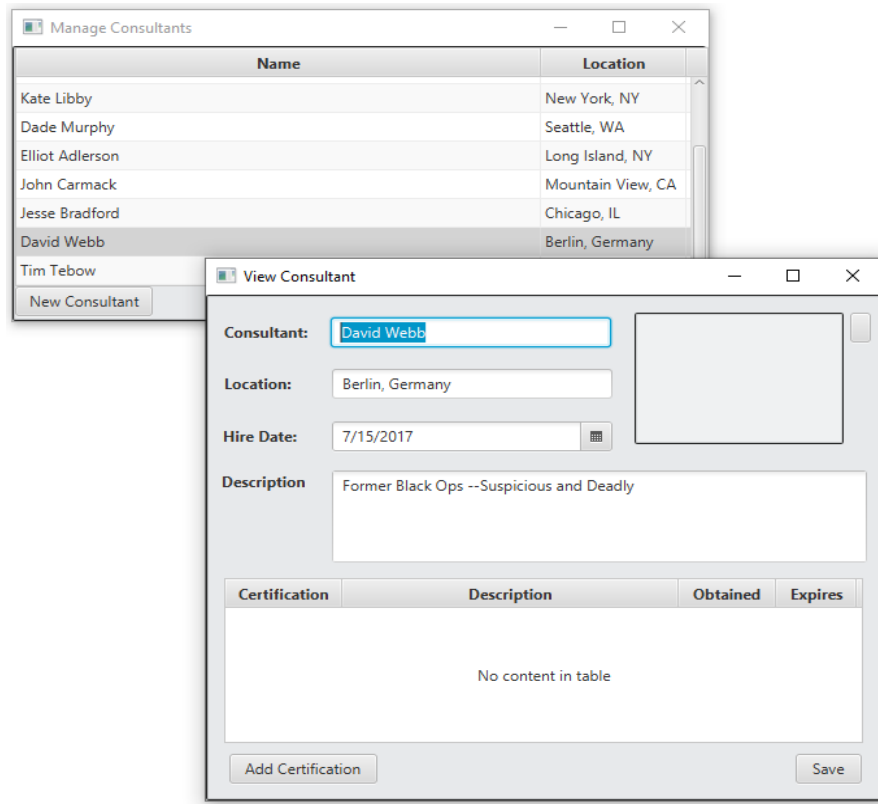 Manage Consultants
Name Location
Kate Libby New York, NY
Dade Murphy Seattle, WA
Elliot Adlerson Long Island, NY
John Carmack Mountain View, CA
Jesse Bradford Chicago, IL
David Webb Berlin, Germany
Tim Tebow
New Consultant
View Consultant
Consultant: David Webb
Location: Berlin, Germany
Hire Date: 7/15/2017
Description Former Black Ops --Suspicious and Deadly
Certification Description Obtained Expires
No content in table
Add Certification Save